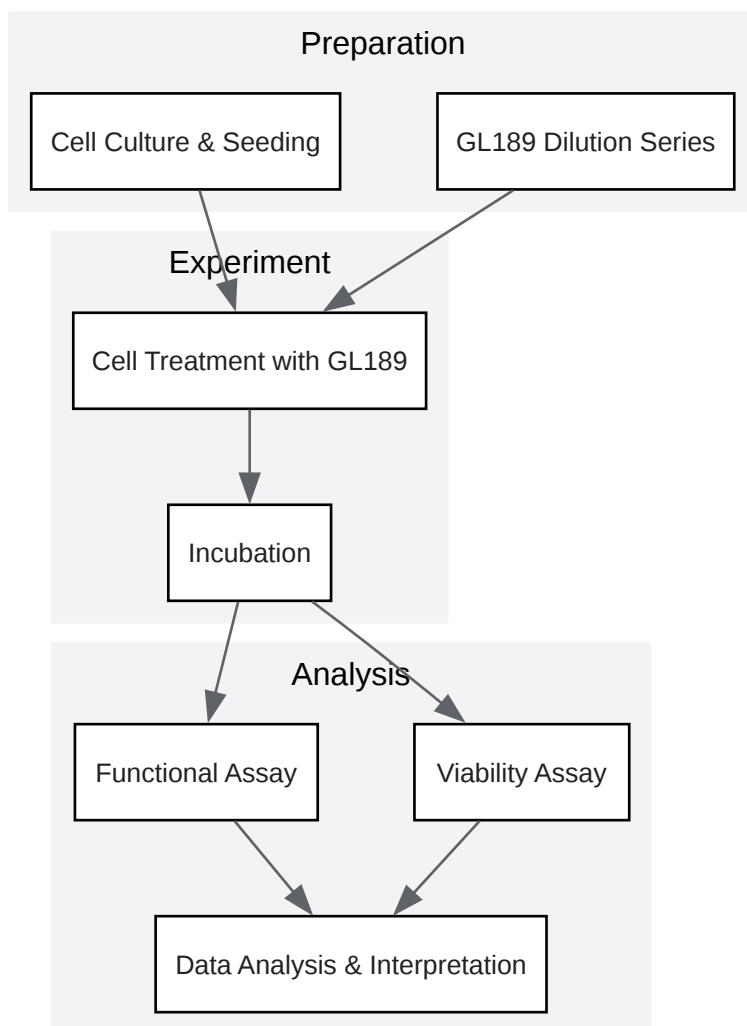 Preparation
Cell Culture & Seeding
GL189 Dilution Series
Experiment
Cell Treatment with GL189
Incubation
Analysis
Functional Assay
Viability Assay
Data Analysis & Interpretation